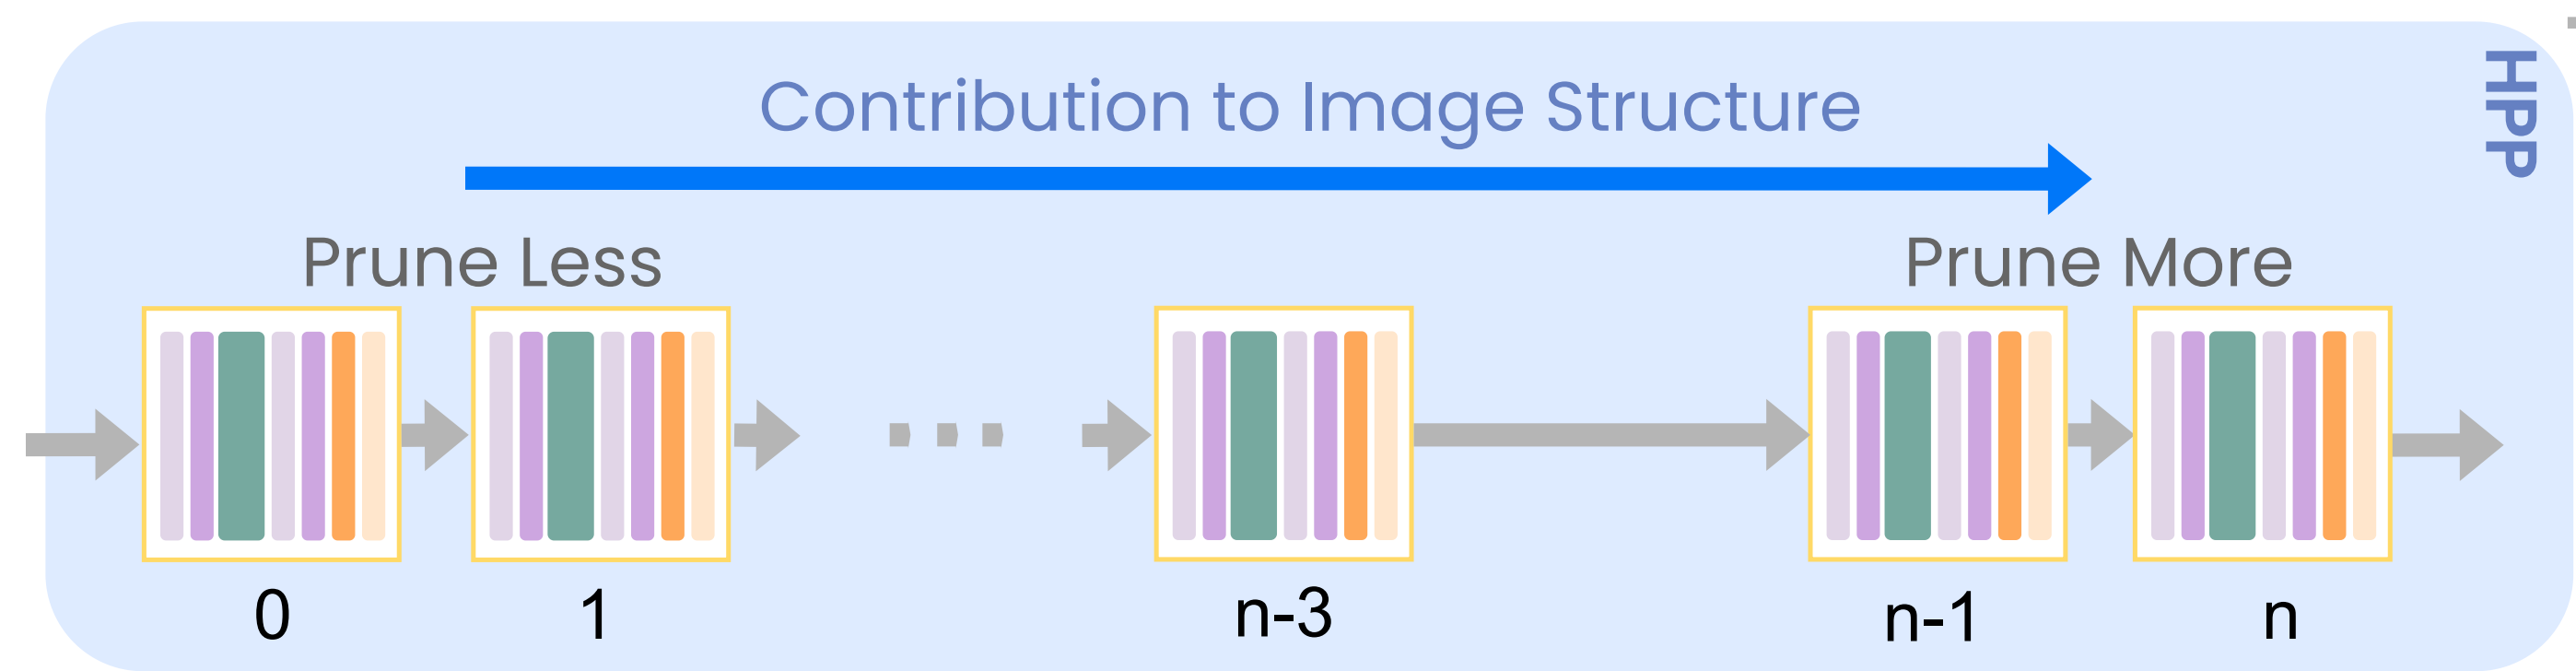 Contribution to Image Structure
HPP
Prune Less
Prune More
0
1
n-3
n-1
n